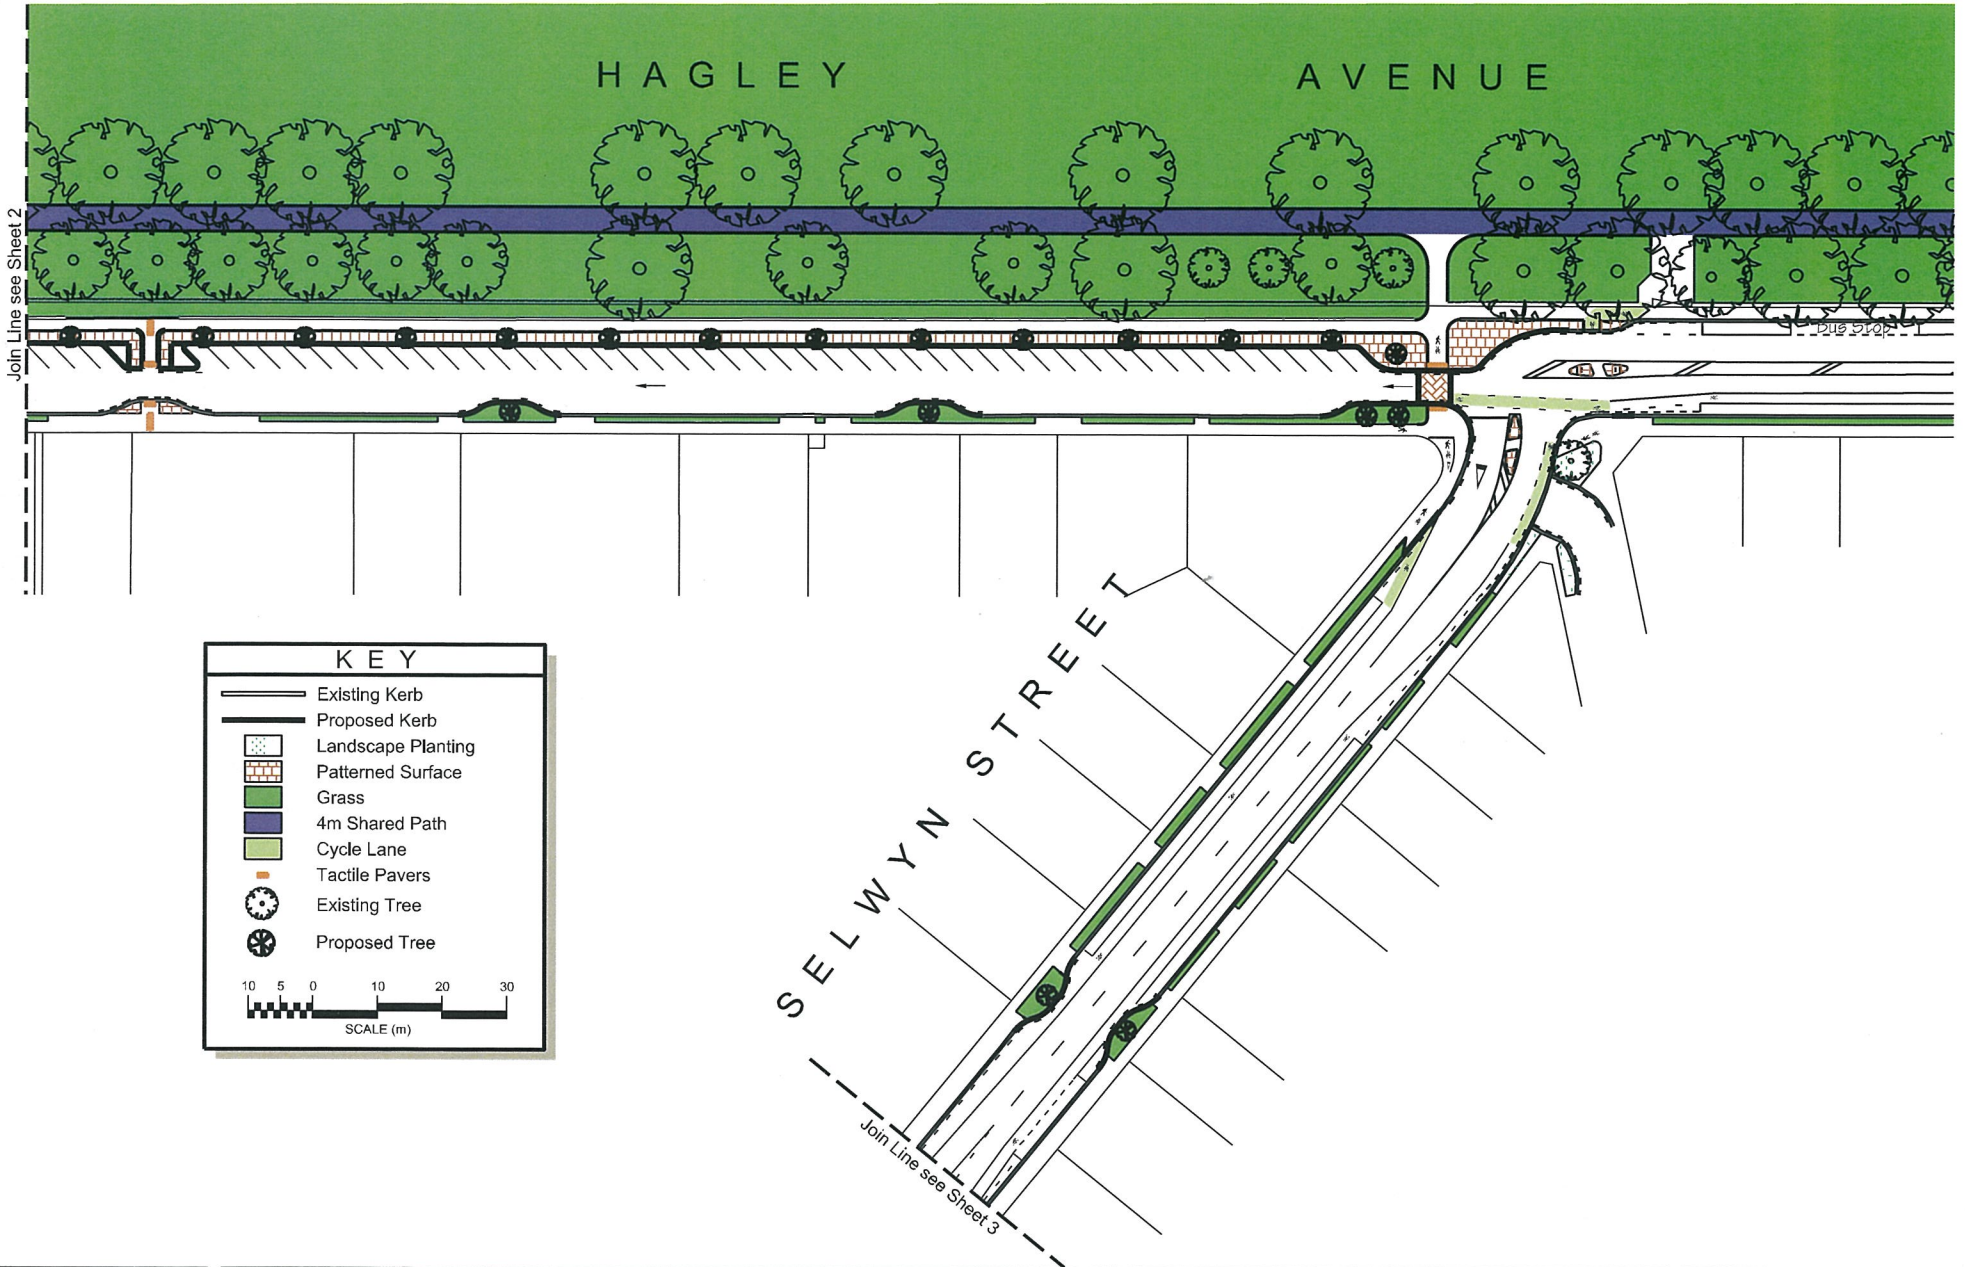 HAGLEY AVENUE
Join Line see Sheet 2
Bus Stop
SELWYN STREET
KEY
Existing Kerb
Proposed Kerb
Landscape Planting
Patterned Surface
Grass
4m Shared Path
Cycle Lane
Tactile Pavers
Existing Tree
Proposed Tree
10 5 0 10 20 30
SCALE (m)
Join Line see Sheet 3